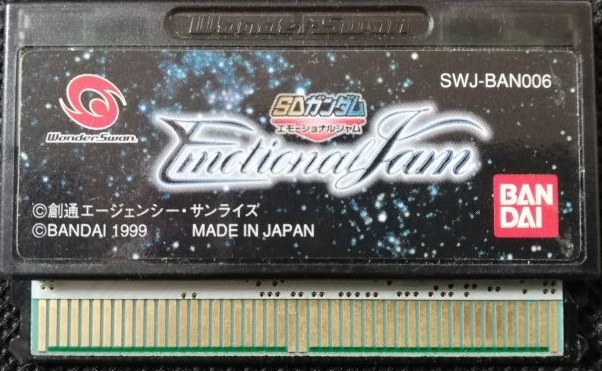 WonderSwan
SWJ-BAN006
SDガンダム
エモーショナルジャム
Emotional Jam
WonderSwan
©創通エージェンシー・サンライズ
©BANDAI 1999 MADE IN JAPAN
BAN
DAI